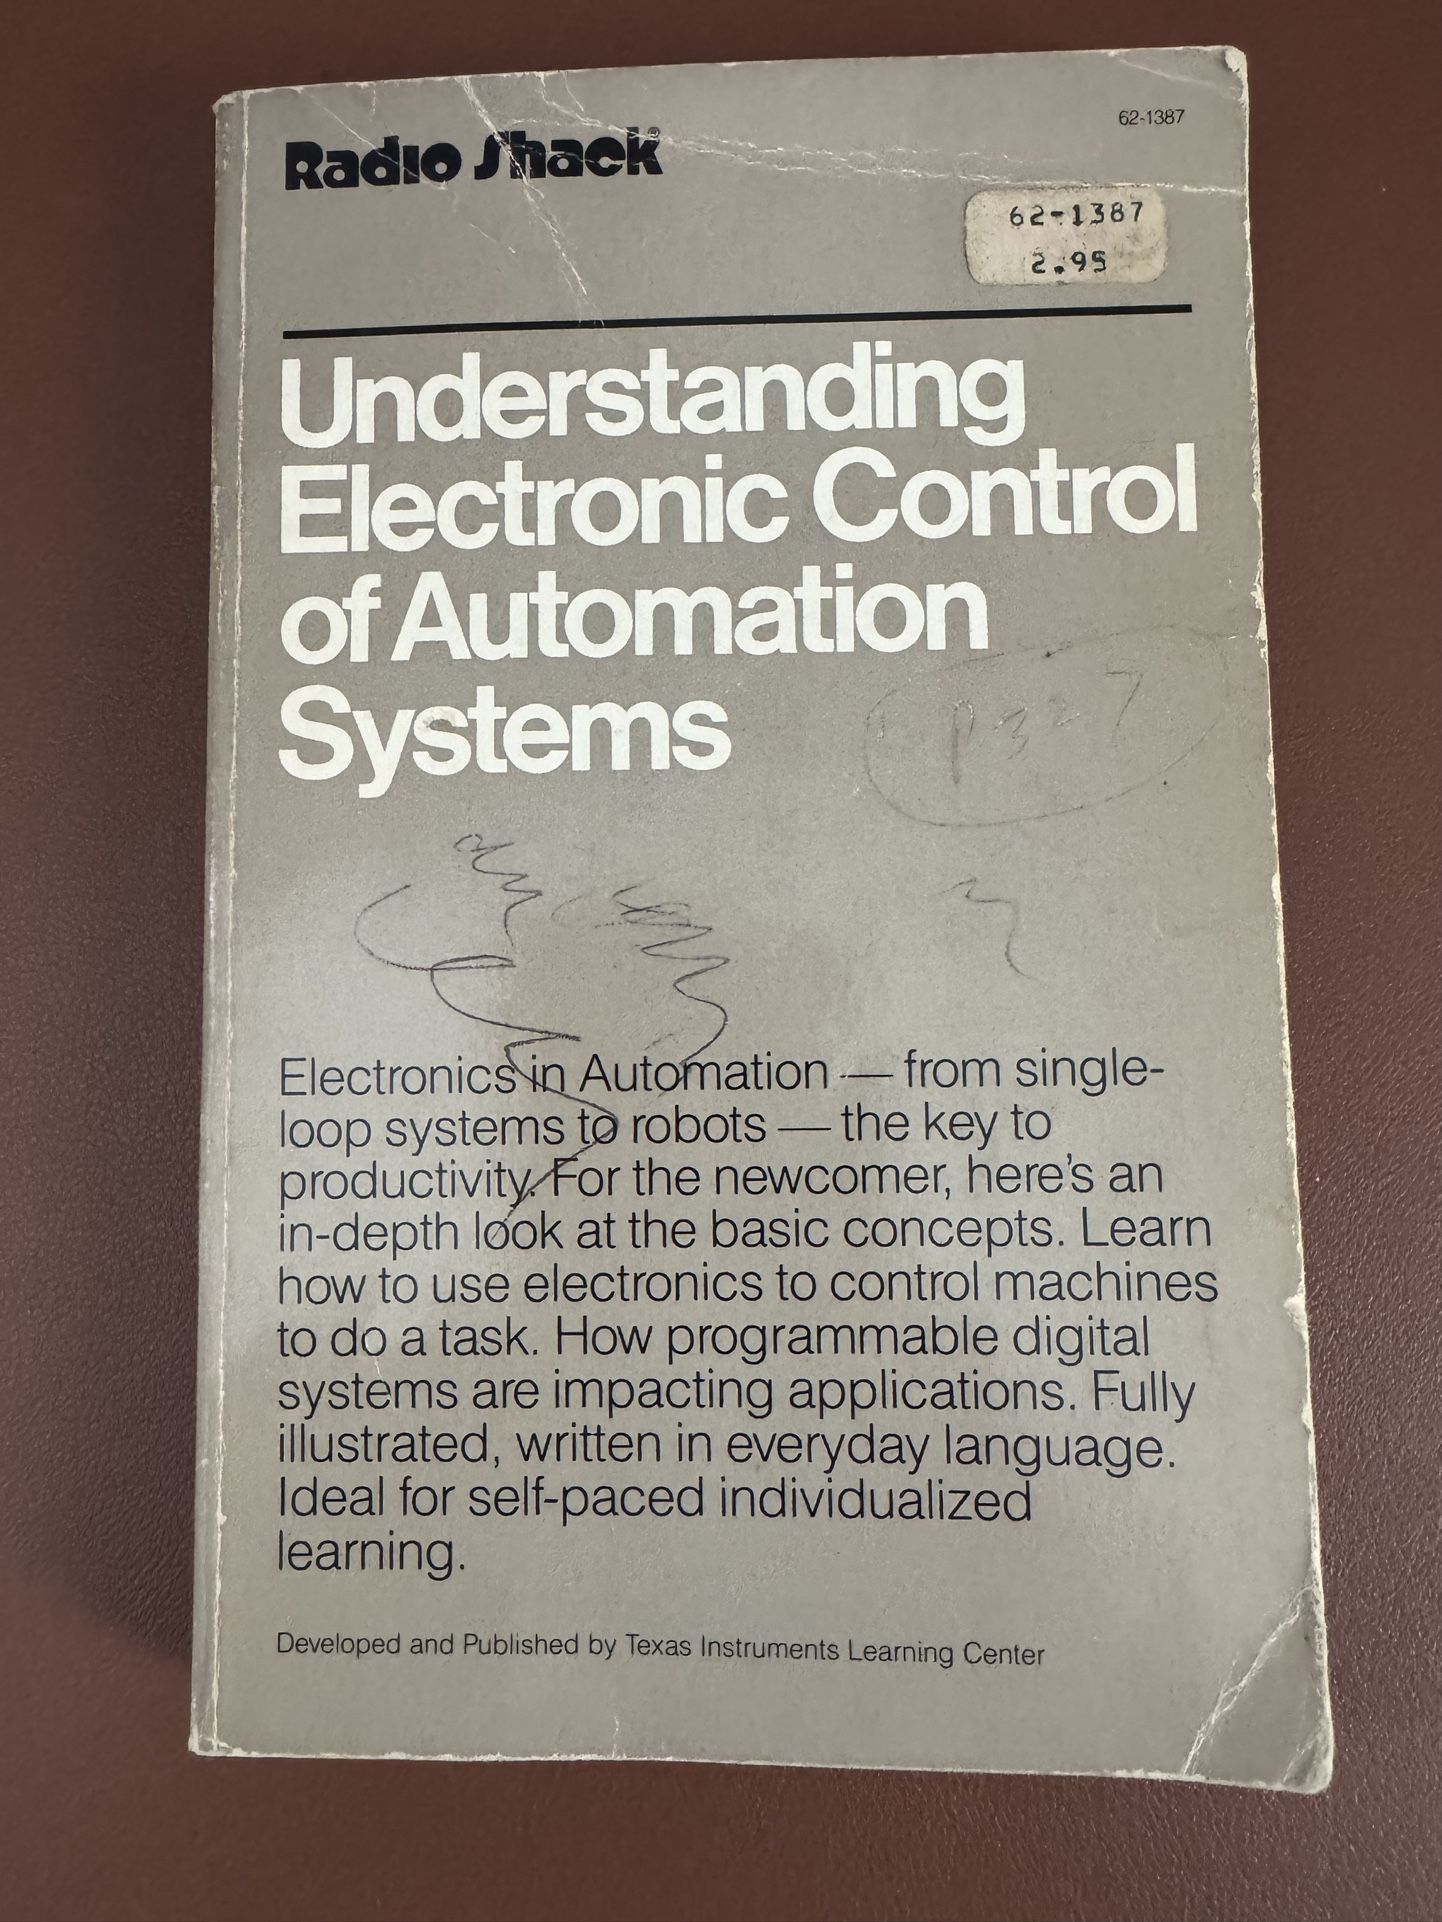 Radio Shack®
62-1387
62-1387
2.95
Understanding
Electronic Control
of Automation
Systems
Electronics in Automation — from single-
loop systems to robots — the key to
productivity. For the newcomer, here's an
in-depth look at the basic concepts. Learn
how to use electronics to control machines
to do a task. How programmable digital
systems are impacting applications. Fully
illustrated, written in everyday language.
Ideal for self-paced individualized
learning.
Developed and Published by Texas Instruments Learning Center